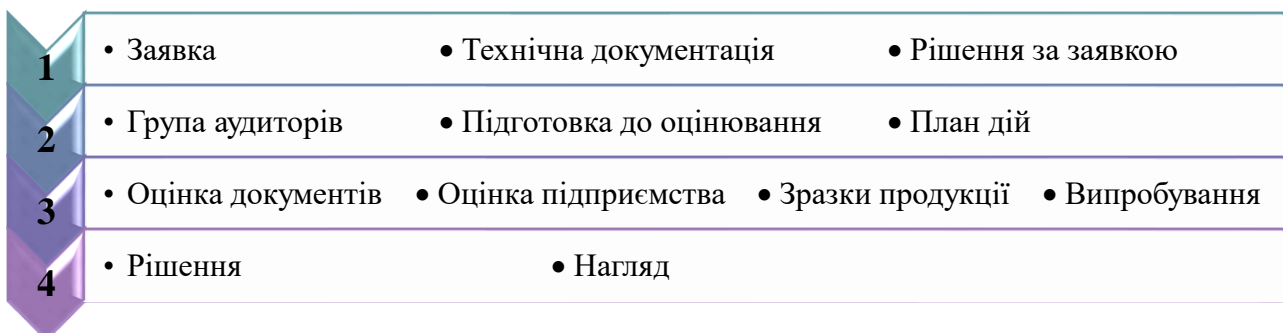 1 • Заявка • Технічна документація • Рішення за заявкою
2 • Група аудиторів • Підготовка до оцінювання • План дій
3 • Оцінка документів • Оцінка підприємства • Зразки продукції • Випробування
4 • Рішення • Нагляд